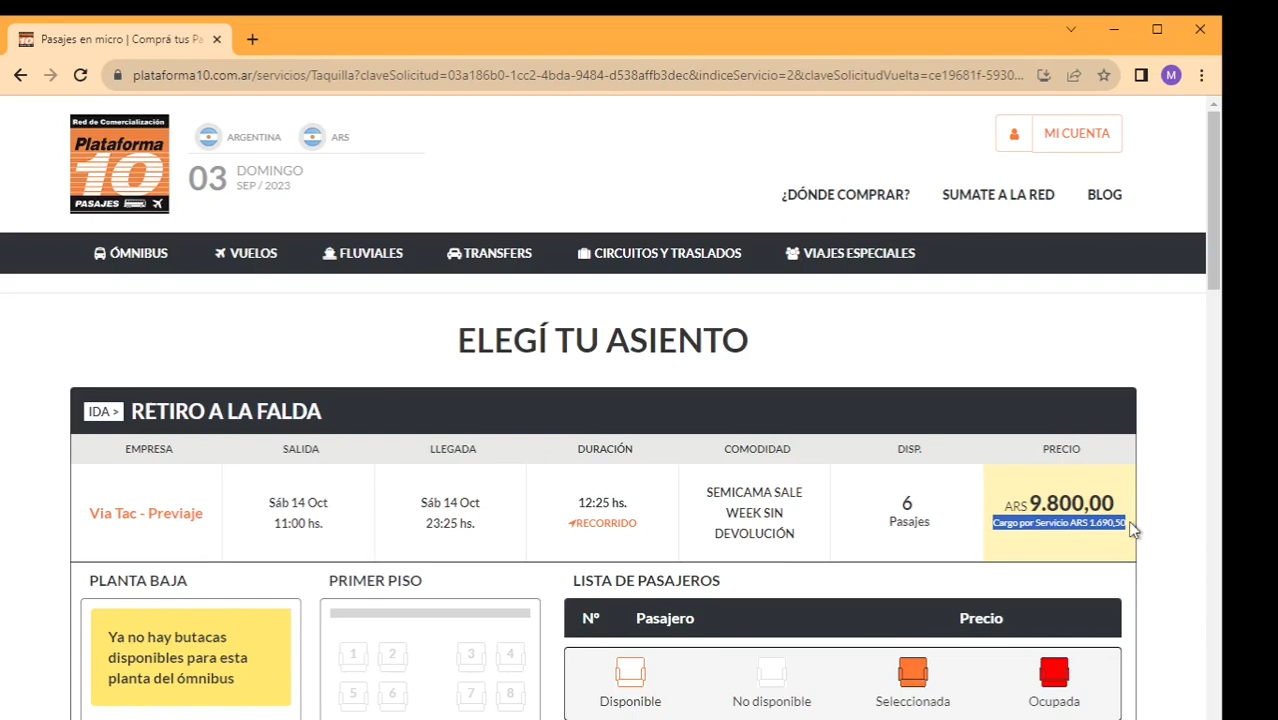 Pasajes en micro | Comprá tus Pa
plataforma10.com.ar/servicios/Taquilla?claveSolicitud=03a186b0-1cc2-4bda-9484-d538affb3dec&indiceServicio=2&claveSolicitudVuelta=ce19681f-5930...
M
Red de Comercialización
Plataforma
10
PASAJES
ARGENTINA
ARS
03
DOMINGO
SEP / 2023
MI CUENTA
¿DÓNDE COMPRAR?
SUMATE A LA RED
BLOG
ÓMNIBUS
VUELOS
FLUVIALES
TRANSFERS
CIRCUITOS Y TRASLADOS
VIAJES ESPECIALES
ELEGÍ TU ASIENTO
IDA > RETIRO A LA FALDA
EMPRESA
SALIDA
LLEGADA
DURACIÓN
COMODIDAD
DISP.
PRECIO
Via Tac - Previaje
Sáb 14 Oct
11:00 hs.
Sáb 14 Oct
23:25 hs.
12:25 hs.
RECORRIDO
SEMICAMA SALE
WEEK SIN
DEVOLUCIÓN
6
Pasajes
ARS 9.800,00
Cargo por Servicio ARS 1.690,50
PLANTA BAJA
PRIMER PISO
LISTA DE PASAJEROS
Ya no hay butacas
disponibles para esta
planta del ómnibus
1 2 3 4
5 6 7 8
Nº Pasajero Precio
Disponible
No disponible
Seleccionada
Ocupada